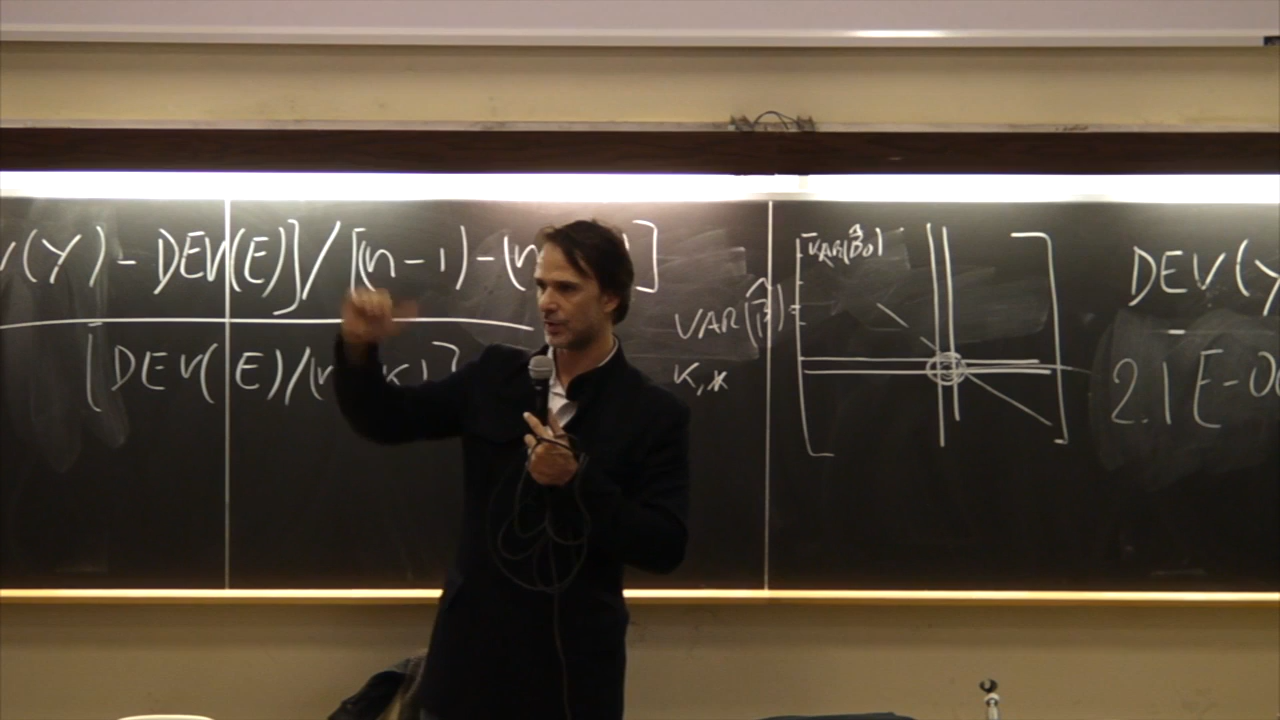 (Y) - DEV(E)] / [(n-1)-(n ]
[DEV(E)/(n K)]
VAR(β̂) =
K,K
VAR(β̂0)
DEV(Y
2.1 E-0